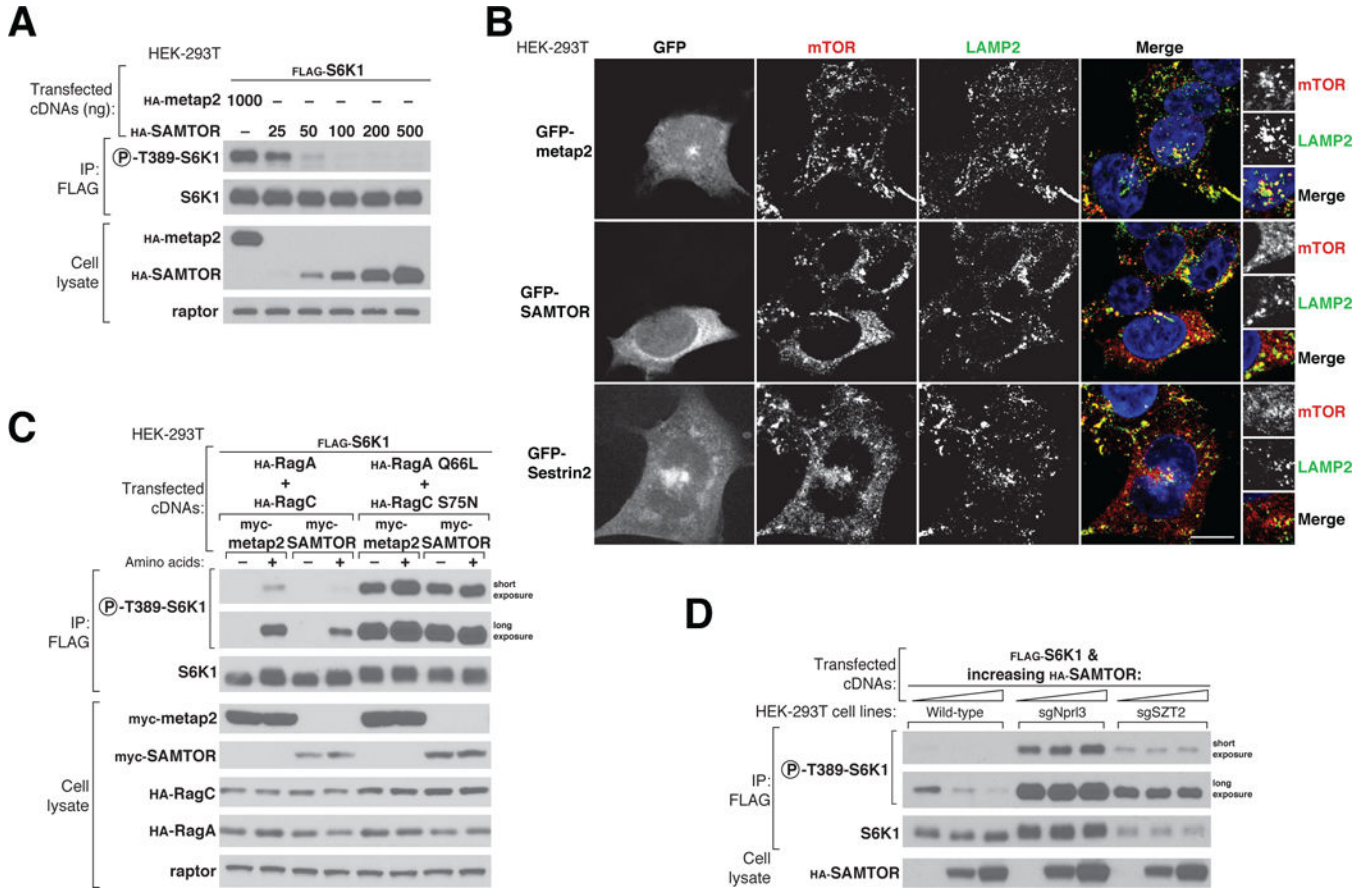 A
HEK-293T
FLAG-S6K1
Transfected
cDNAs (ng):
HA-metap2 1000 – – – – –
HA-SAMTOR – 25 50 100 200 500
IP:
FLAG
P-T389-S6K1
S6K1
Cell
lysate
HA-metap2
HA-SAMTOR
raptor
B
HEK-293T GFP mTOR LAMP2 Merge
GFP-
metap2
mTOR
LAMP2
Merge
GFP-
SAMTOR
mTOR
LAMP2
Merge
GFP-
Sestrin2
mTOR
LAMP2
Merge
C
HEK-293T
FLAG-S6K1
Transfected
cDNAs:
HA-RagA HA-RagA Q66L
+ +
HA-RagC HA-RagC S75N
myc- myc- myc- myc-
metap2 SAMTOR metap2 SAMTOR
Amino acids: – + – + – + – +
IP:
FLAG
P-T389-S6K1
short
exposure
long
exposure
S6K1
Cell
lysate
myc-metap2
myc-SAMTOR
HA-RagC
HA-RagA
raptor
D
Transfected
cDNAs:
FLAG-S6K1 &
increasing HA-SAMTOR:
HEK-293T cell lines: Wild-type sgNprl3 sgSZT2
IP:
FLAG
P-T389-S6K1
short
exposure
long
exposure
S6K1
Cell
lysate
HA-SAMTOR